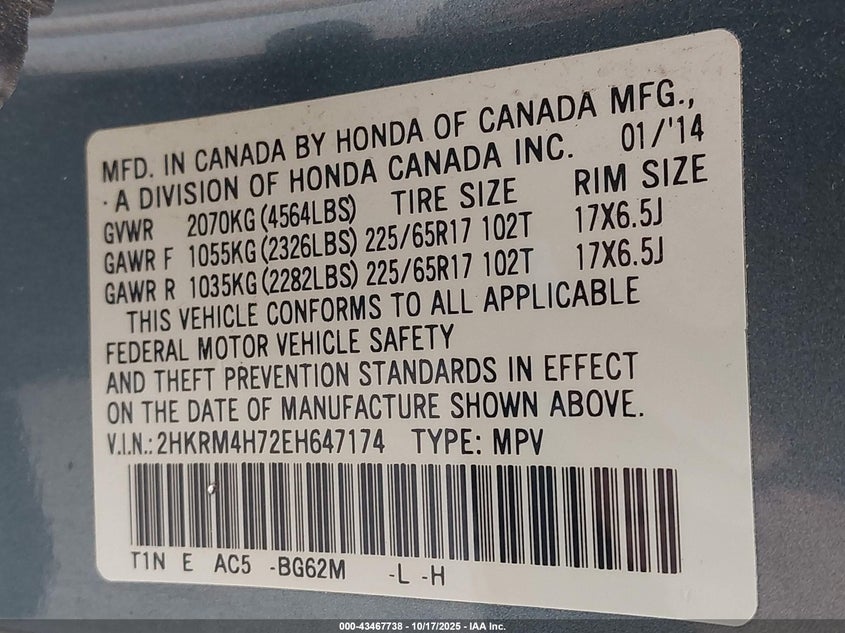 MFD. IN CANADA BY HONDA OF CANADA MFG.,
· A DIVISION OF HONDA CANADA INC. 01/'14
GVWR 2070KG (4564LBS) TIRE SIZE RIM SIZE
GAWR F 1055KG (2326LBS) 225/65R17 102T 17X6.5J
GAWR R 1035KG (2282LBS) 225/65R17 102T 17X6.5J
THIS VEHICLE CONFORMS TO ALL APPLICABLE
FEDERAL MOTOR VEHICLE SAFETY
AND THEFT PREVENTION STANDARDS IN EFFECT
ON THE DATE OF MANUFACTURE SHOWN ABOVE.
V.I.N.: 2HKRM4H72EH647174 TYPE: MPV
T1N E AC5 -BG62M -L -H
000-43467738 - 10/17/2025 - IAA Inc.